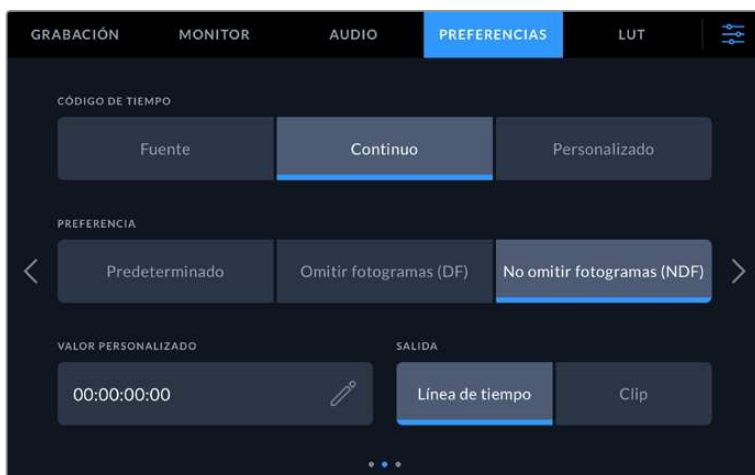 GRABACIÓN MONITOR AUDIO PREFERENCIAS LUT
CÓDIGO DE TIEMPO
Fuente Continuo Personalizado
PREFERENCIA
Predeterminado Omitir fotogramas (DF) No omitir fotogramas (NDF)
VALOR PERSONALIZADO SALIDA
00:00:00:00 Línea de tiempo Clip